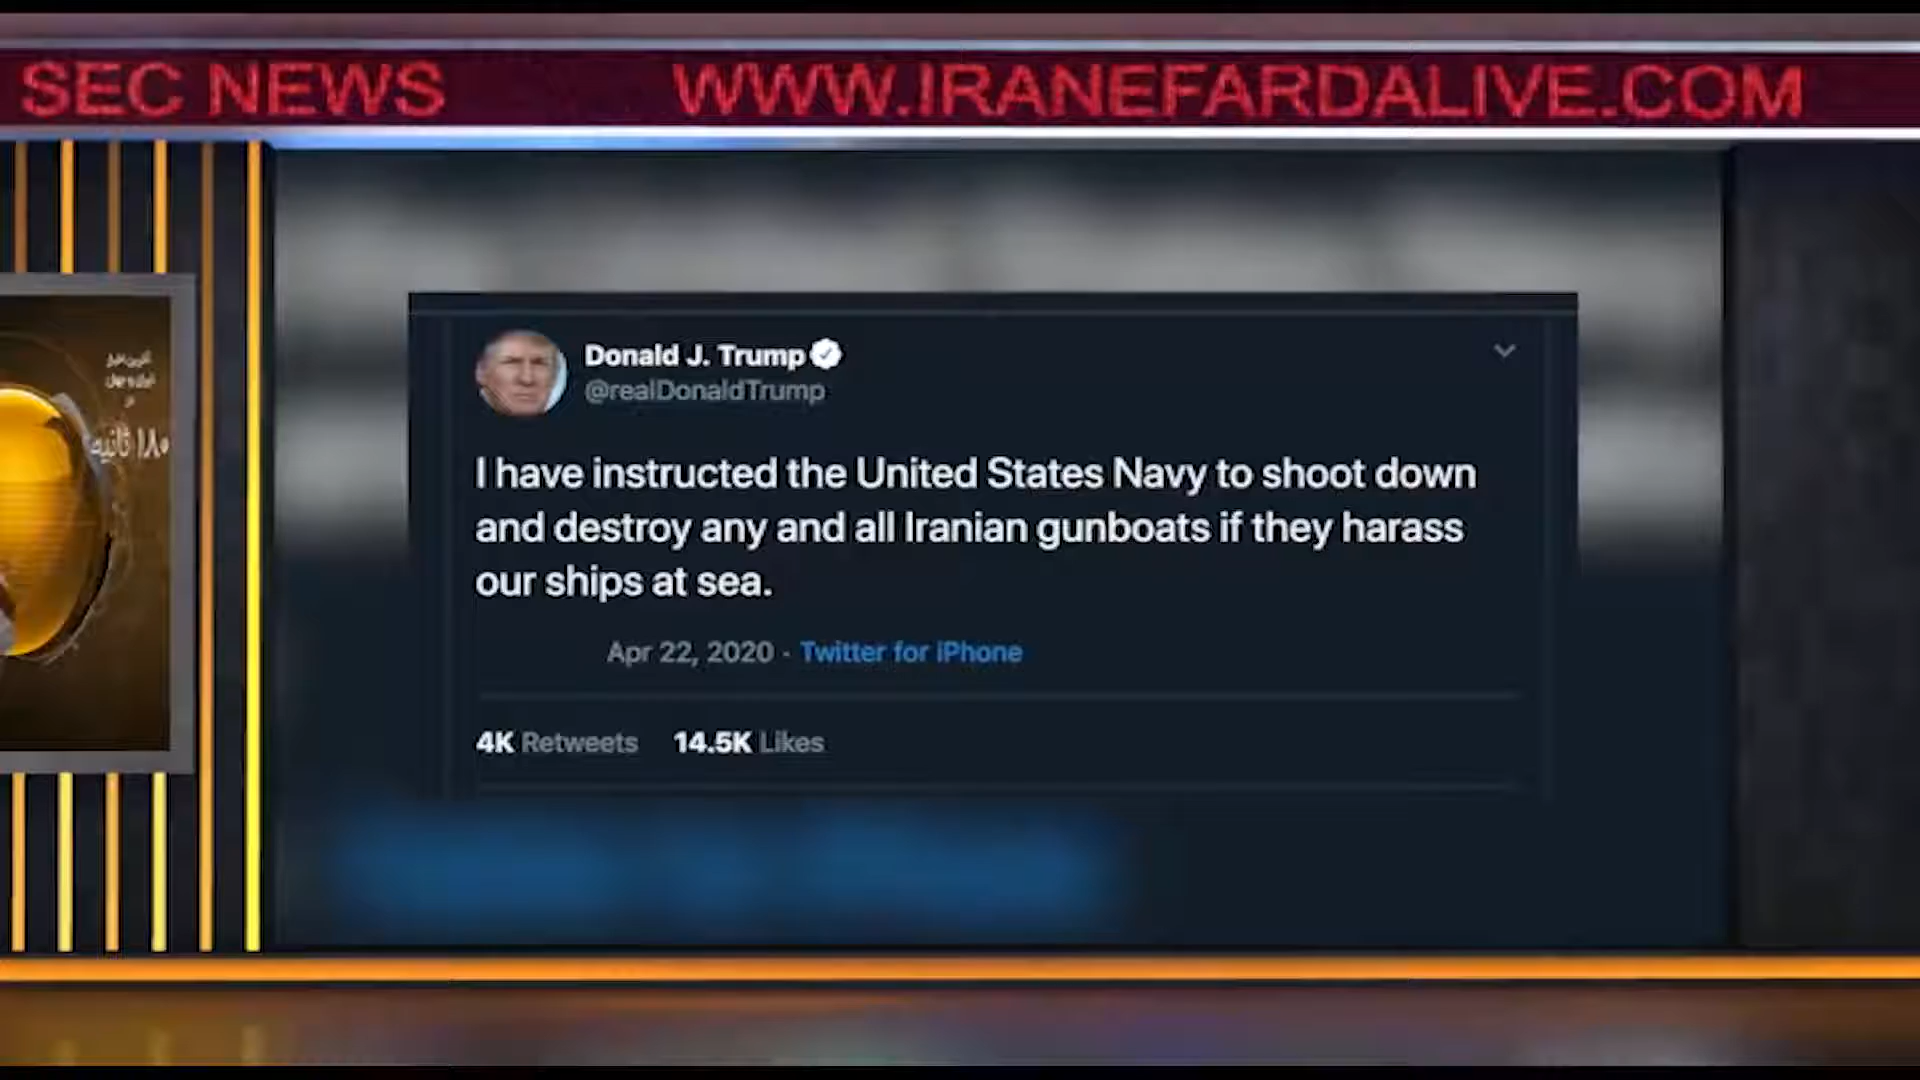 SEC NEWS WWW.IRANEFARDALIVE.COM
۱۸۰ ثانیه
Donald J. Trump
@realDonaldTrump
I have instructed the United States Navy to shoot down
and destroy any and all Iranian gunboats if they harass
our ships at sea.
Apr 22, 2020 · Twitter for iPhone
4K Retweets 14.5K Likes